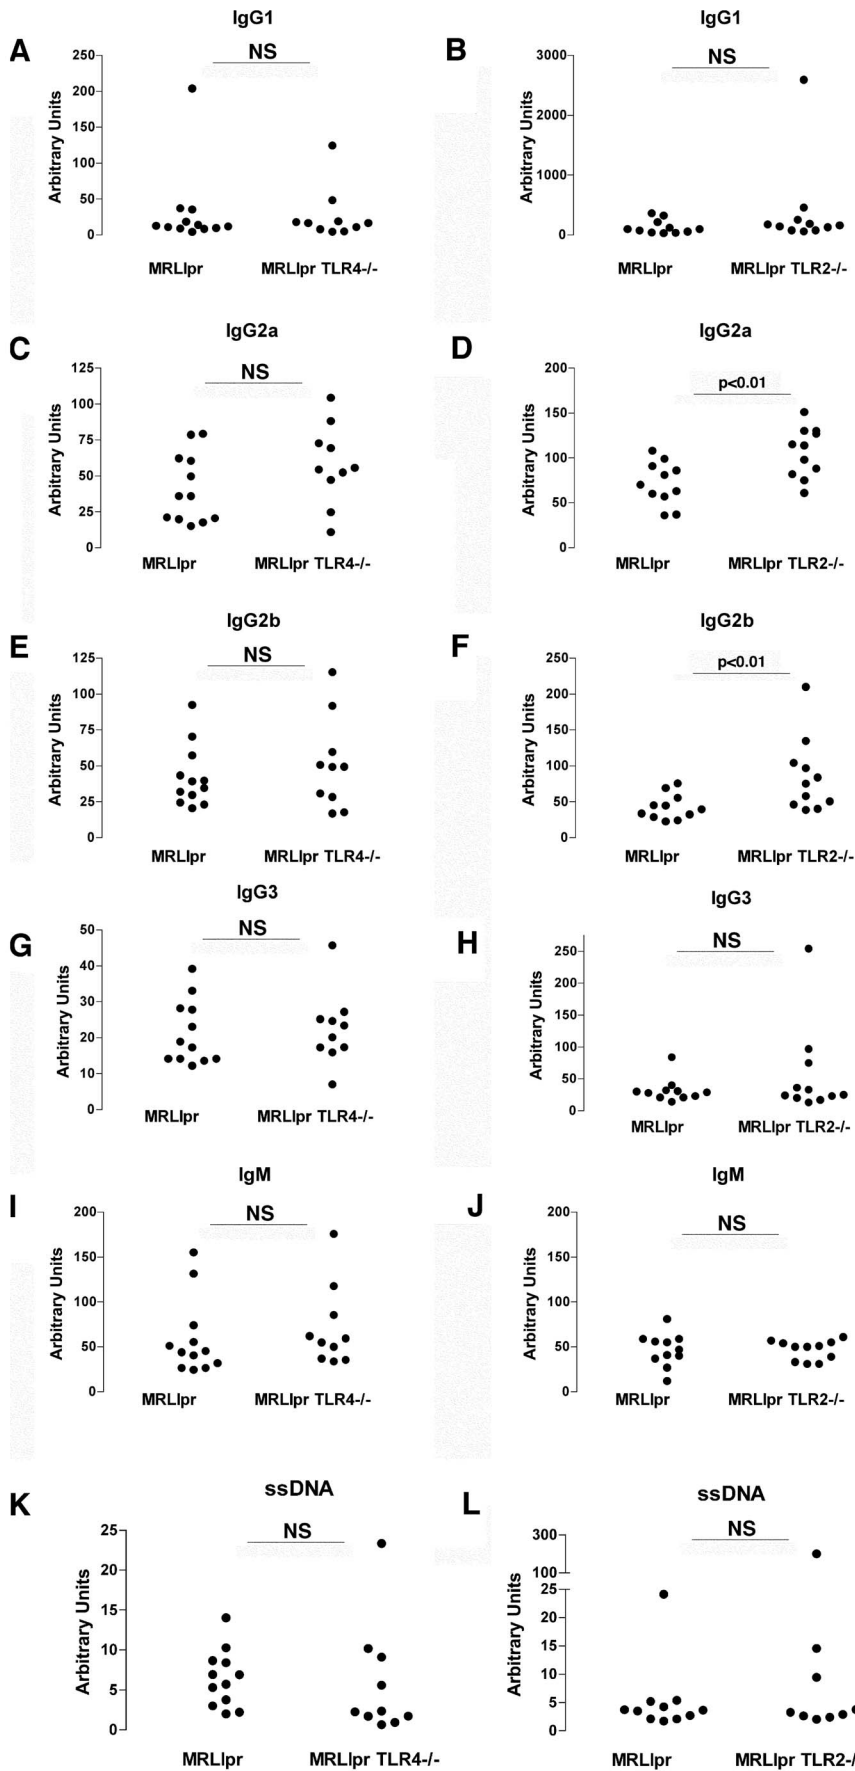 IgG1
A
NS
250
200
150
100
50
0
Arbitrary Units
MRLlpr
MRLlpr TLR4-/-
IgG1
B
NS
3000
2000
1000
0
Arbitrary Units
MRLlpr
MRLlpr TLR2-/-
IgG2a
C
NS
125
100
75
50
25
0
Arbitrary Units
MRLlpr
MRLlpr TLR4-/-
IgG2a
D
p<0.01
200
150
100
50
0
Arbitrary Units
MRLlpr
MRLlpr TLR2-/-
IgG2b
E
NS
125
100
75
50
25
0
Arbitrary Units
MRLlpr
MRLlpr TLR4-/-
IgG2b
F
p<0.01
250
200
150
100
50
0
Arbitrary Units
MRLlpr
MRLlpr TLR2-/-
IgG3
G
NS
50
40
30
20
10
0
Arbitrary Units
MRLlpr
MRLlpr TLR4-/-
IgG3
H
NS
250
200
150
100
50
0
Arbitrary Units
MRLlpr
MRLlpr TLR2-/-
IgM
I
NS
200
150
100
50
0
Arbitrary Units
MRLlpr
MRLlpr TLR4-/-
IgM
J
NS
200
150
100
50
0
Arbitrary Units
MRLlpr
MRLlpr TLR2-/-
ssDNA
K
NS
25
20
15
10
5
0
Arbitrary Units
MRLlpr
MRLlpr TLR4-/-
ssDNA
L
NS
300
100
25
20
15
10
5
0
Arbitrary Units
MRLlpr
MRLlpr TLR2-/